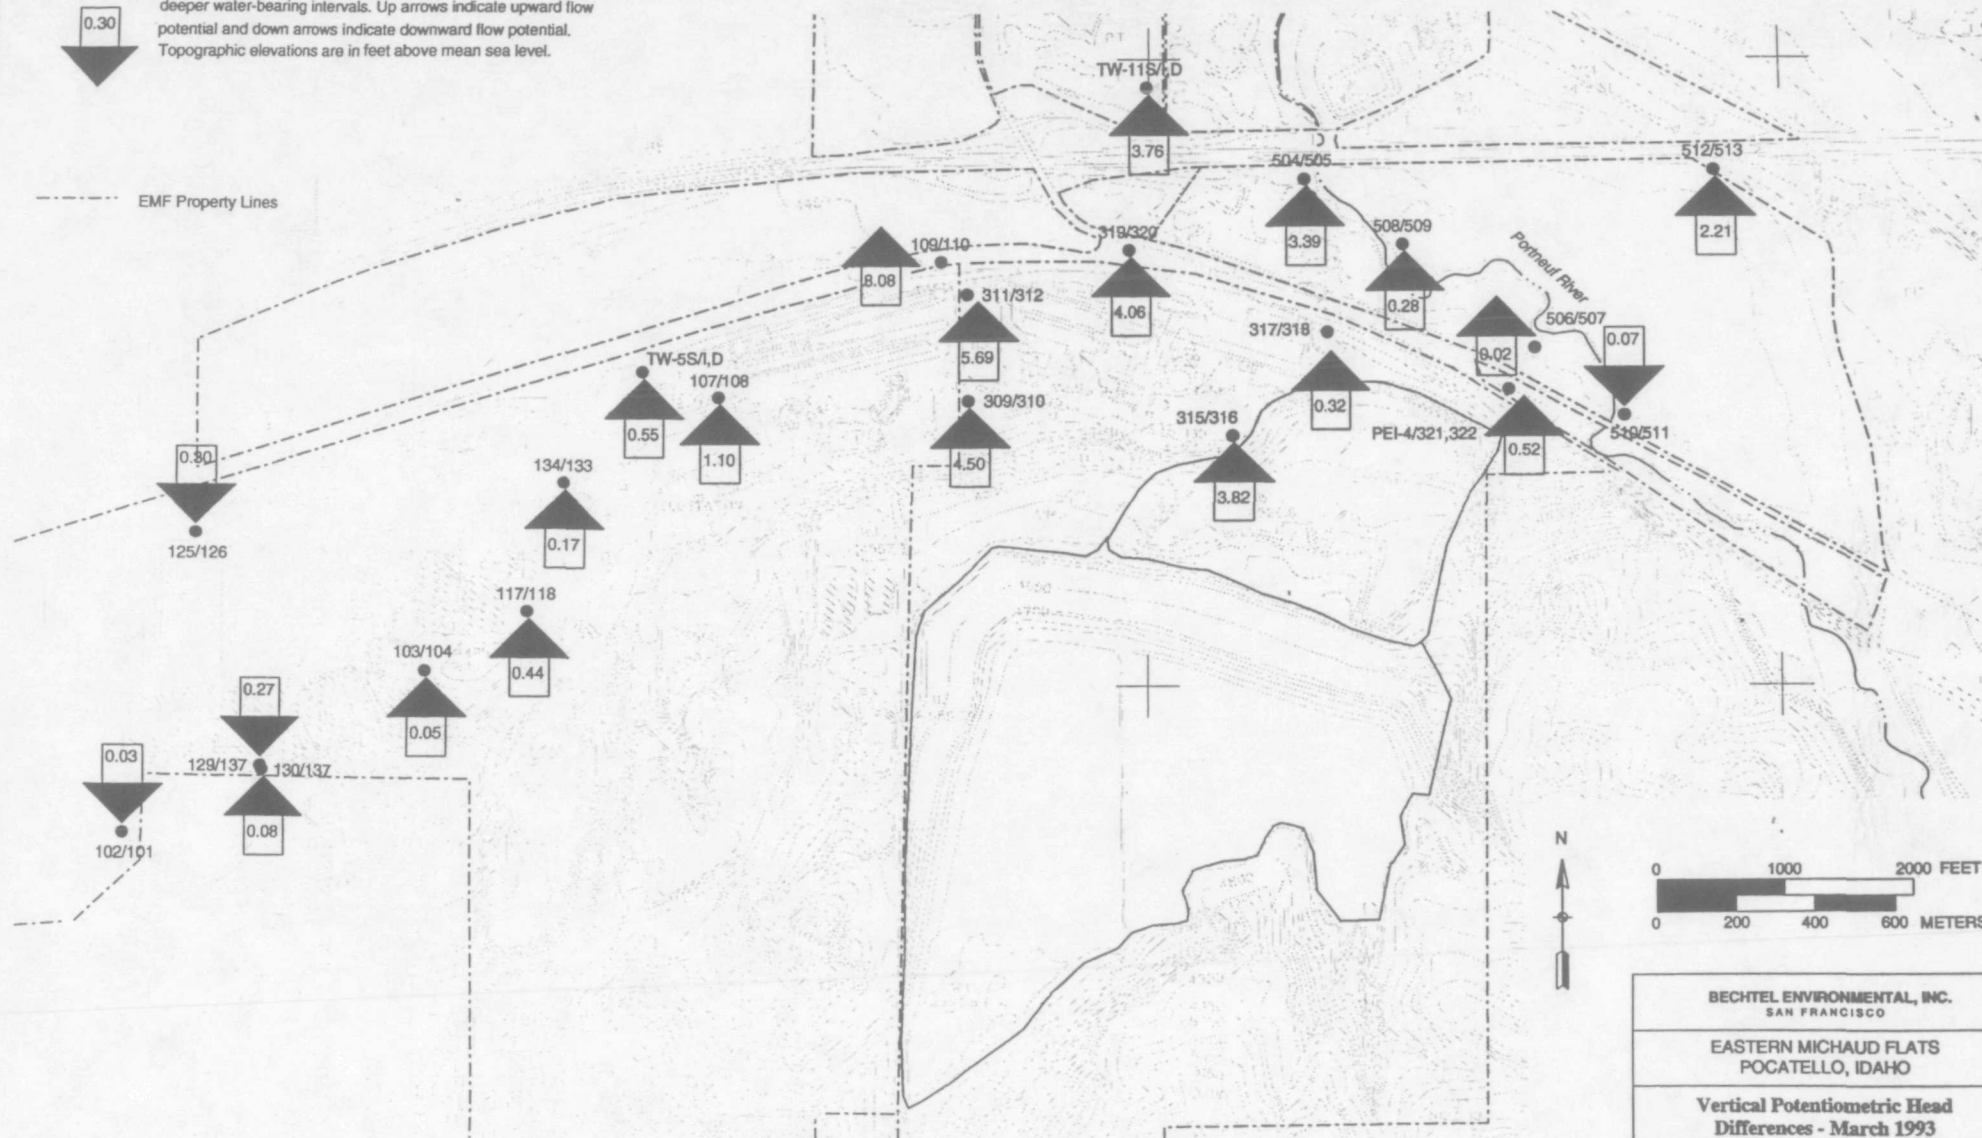 deeper water-bearing intervals. Up arrows indicate upward flow
0.30
potential and down arrows indicate downward flow potential.
Topographic elevations are in feet above mean sea level.
EMF Property Lines
TW-11S/I,D
3.76
504/505
3.39
512/513
2.21
508/509
0.28
Portneuf River
109/110
8.08
319/320
4.06
311/312
5.69
317/318
0.32
506/507
0.02
0.07
510/511
TW-5S/I,D
0.55
107/108
1.10
309/310
4.50
315/316
3.82
PEI-4/321,322
0.52
0.30
125/126
134/133
0.17
117/118
0.44
103/104
0.05
0.27
129/137
130/137
0.08
0.03
102/101
N
0 1000 2000 FEET
0 200 400 600 METERS
BECHTEL ENVIRONMENTAL, INC.
SAN FRANCISCO
EASTERN MICHAUD FLATS
POCATELLO, IDAHO
Vertical Potentiometric Head
Differences - March 1993